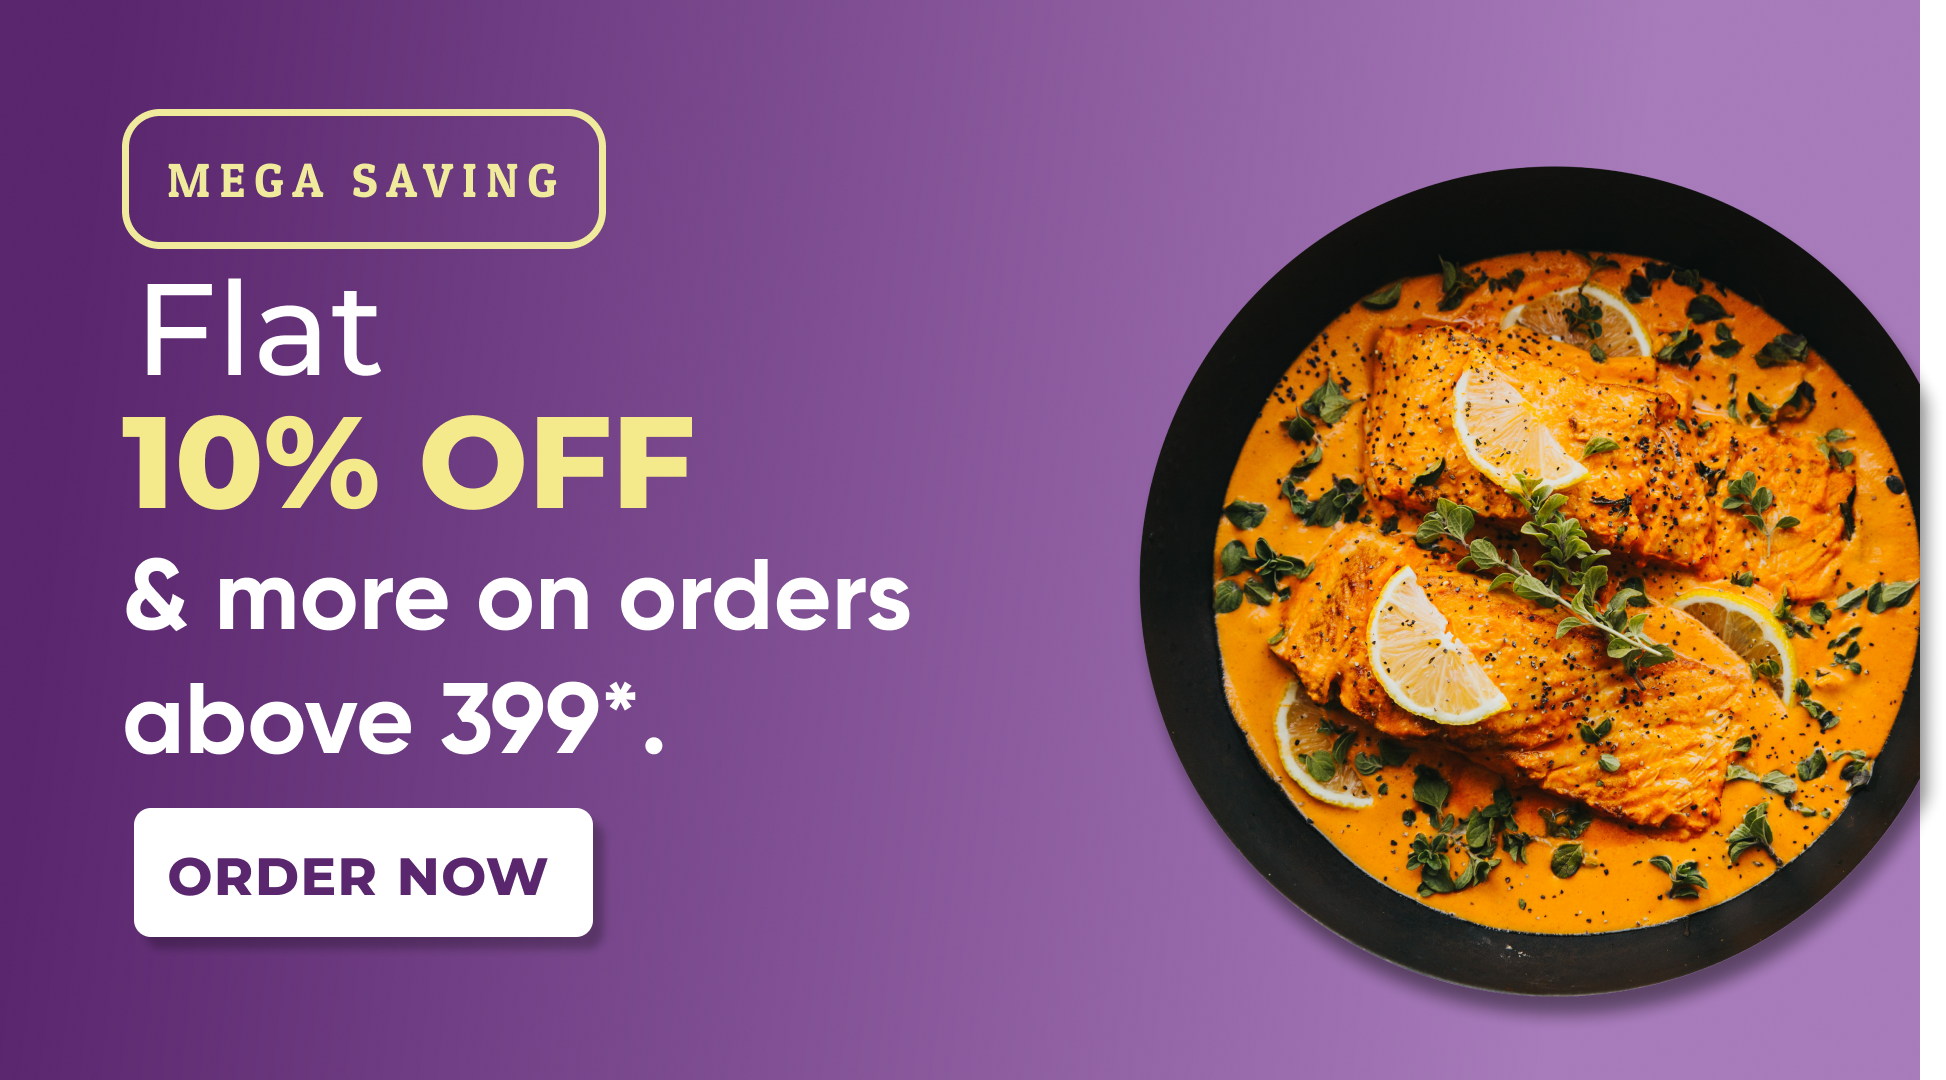 MEGA SAVING
Flat
10% OFF
& more on orders
above 399*.
ORDER NOW